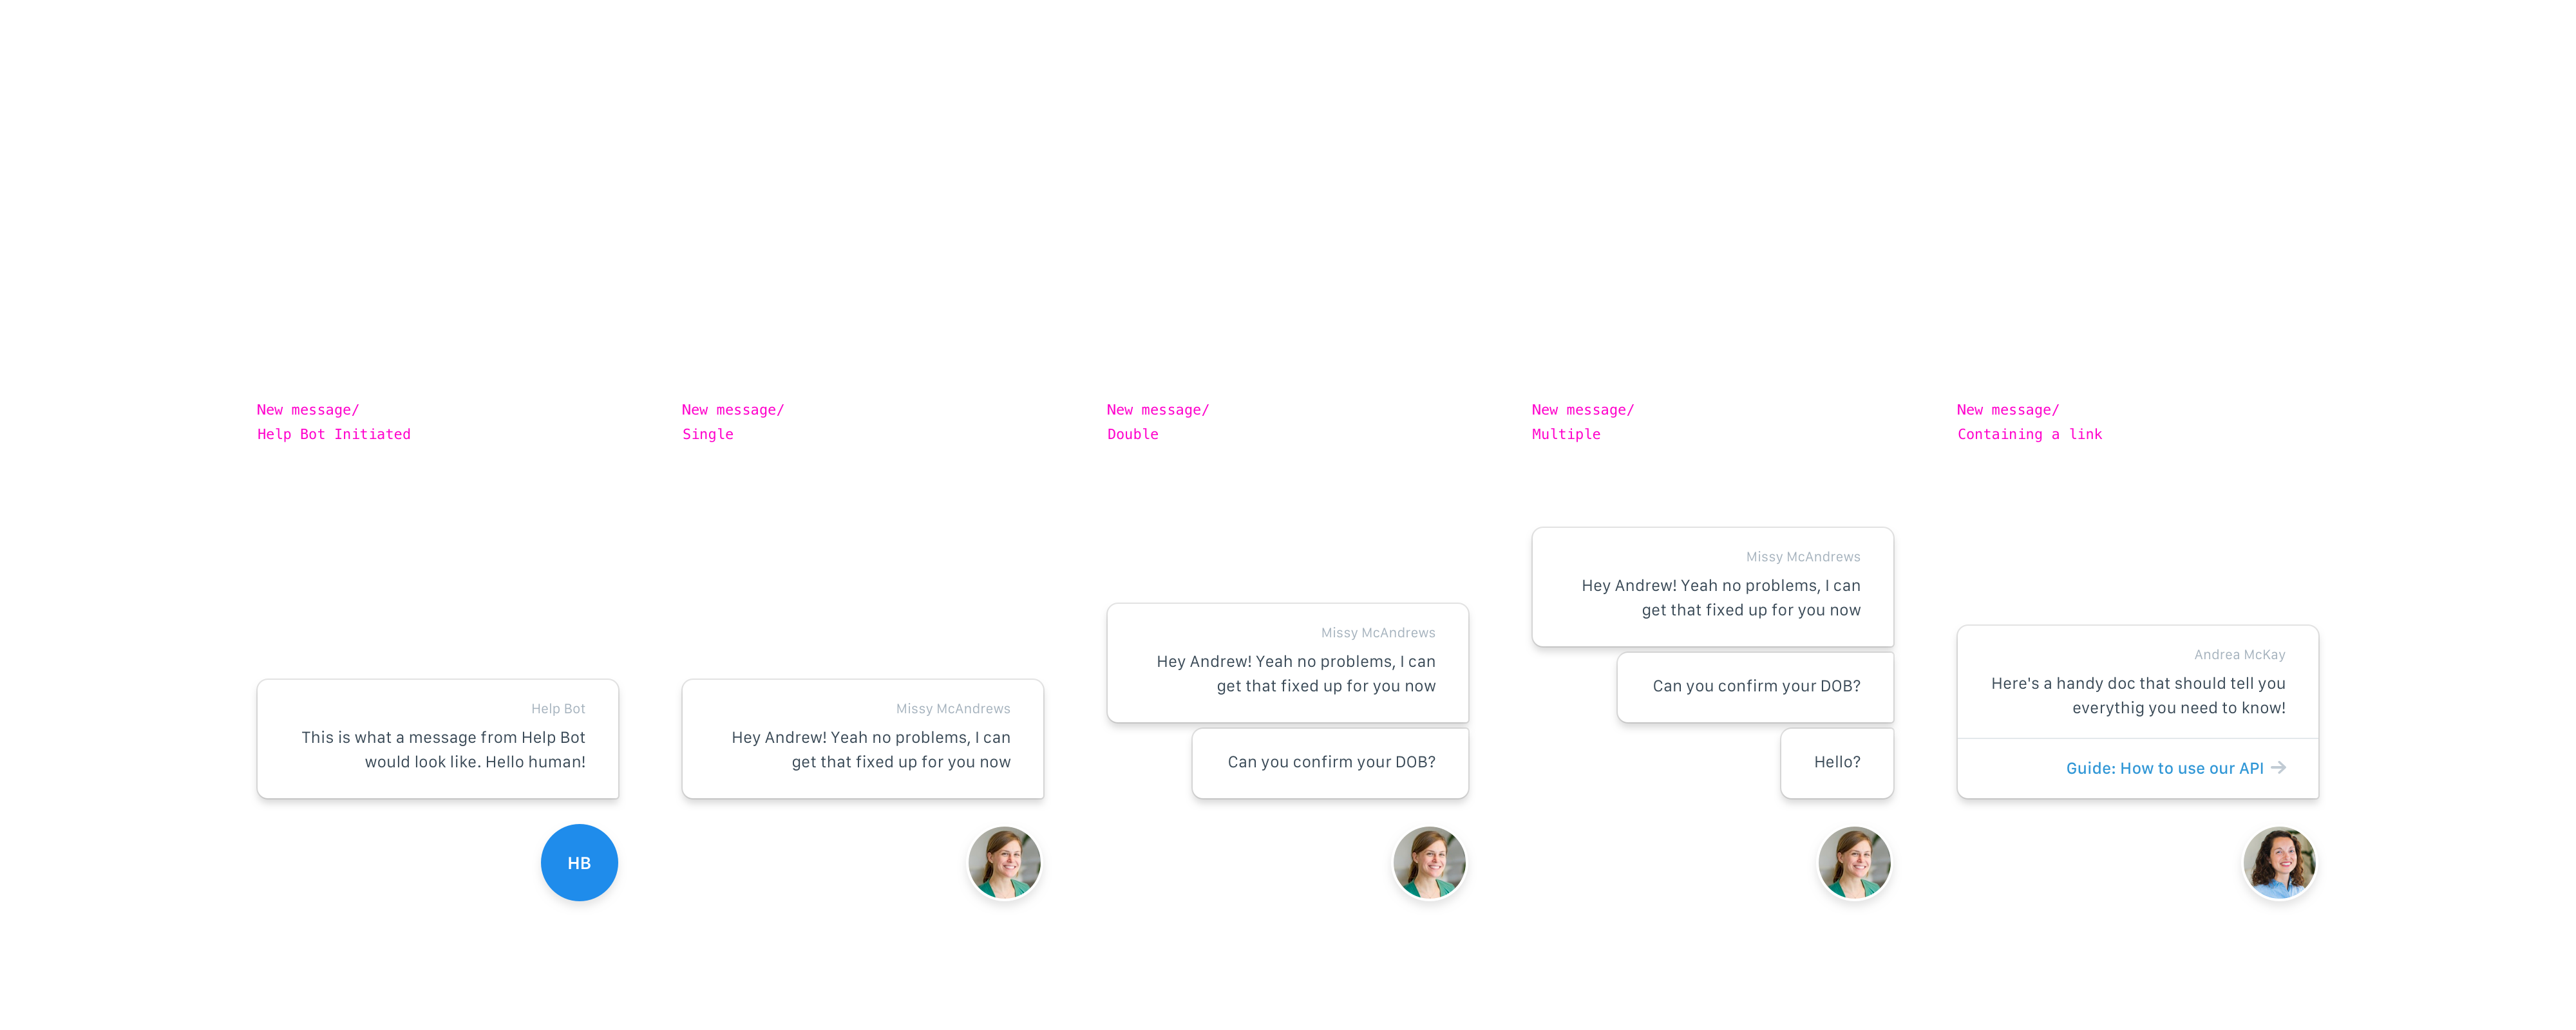 New message/
Help Bot Initiated
Help Bot
This is what a message from Help Bot
would look like. Hello human!
HB
New message/
Single
Missy McAndrews
Hey Andrew! Yeah no problems, I can
get that fixed up for you now
New message/
Double
Missy McAndrews
Hey Andrew! Yeah no problems, I can
get that fixed up for you now
Can you confirm your DOB?
New message/
Multiple
Missy McAndrews
Hey Andrew! Yeah no problems, I can
get that fixed up for you now
Can you confirm your DOB?
Hello?
New message/
Containing a link
Andrea McKay
Here's a handy doc that should tell you
everythig you need to know!
Guide: How to use our API →